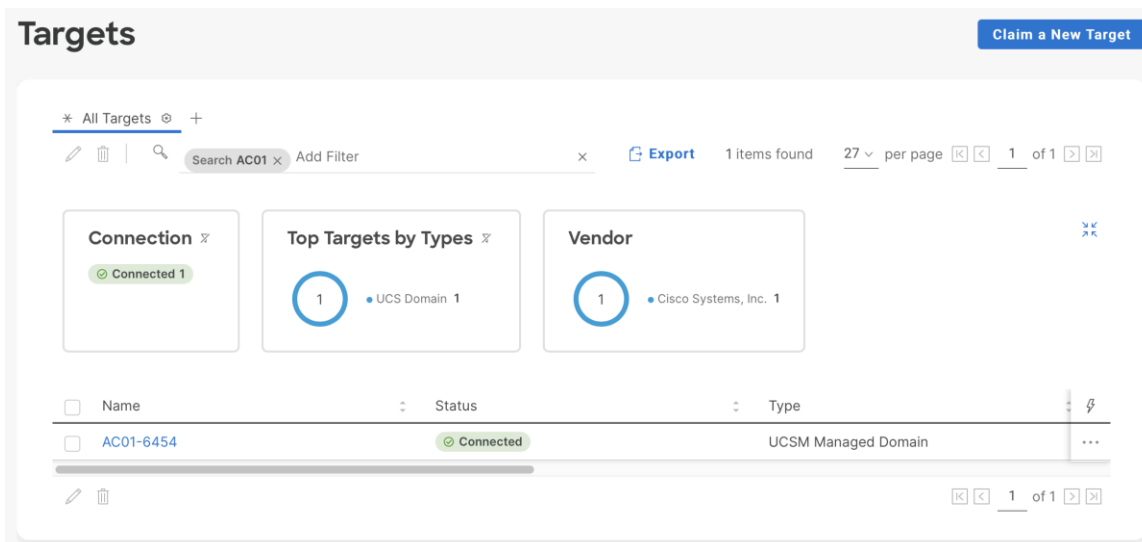 Targets
Claim a New Target
All Targets
Search AC01 × Add Filter × Export 1 items found 27 per page 1 of 1
Connection
Connected 1
Top Targets by Types
1 UCS Domain 1
Vendor
1 Cisco Systems, Inc. 1
Name Status Type
AC01-6454 Connected UCSM Managed Domain ...
1 of 1